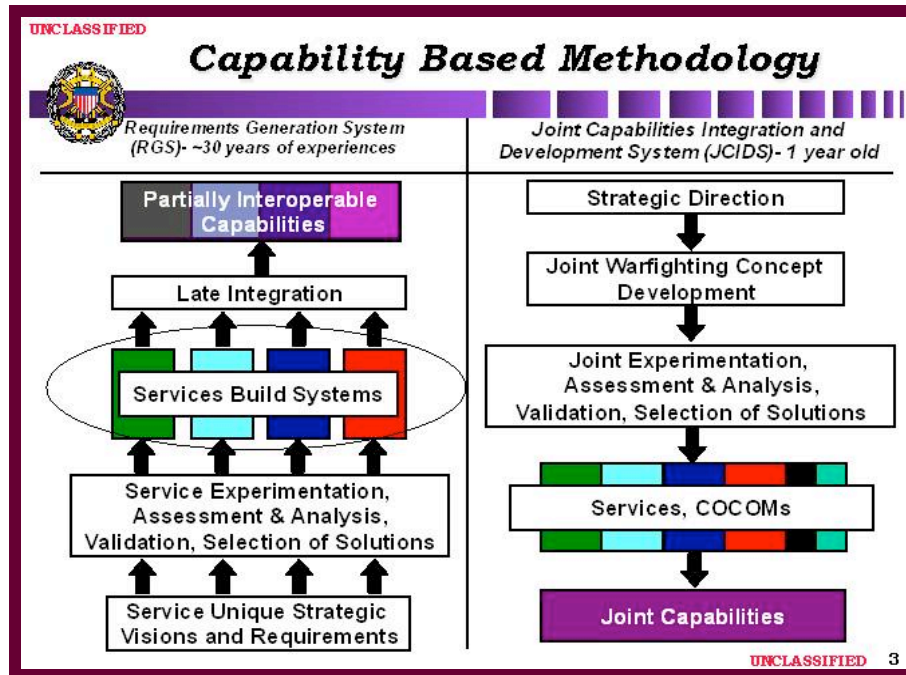 UNCLASSIFIED
Capability Based Methodology
Requirements Generation System
(RGS)- ~30 years of experiences
Partially Interoperable
Capabilities
Late Integration
Services Build Systems
Service Experimentation,
Assessment & Analysis,
Validation, Selection of Solutions
Service Unique Strategic
Visions and Requirements
Joint Capabilities Integration and
Development System (JCIDS)- 1 year old
Strategic Direction
Joint Warfighting Concept
Development
Joint Experimentation,
Assessment & Analysis,
Validation, Selection of Solutions
Services, COCOMs
Joint Capabilities
UNCLASSIFIED 3